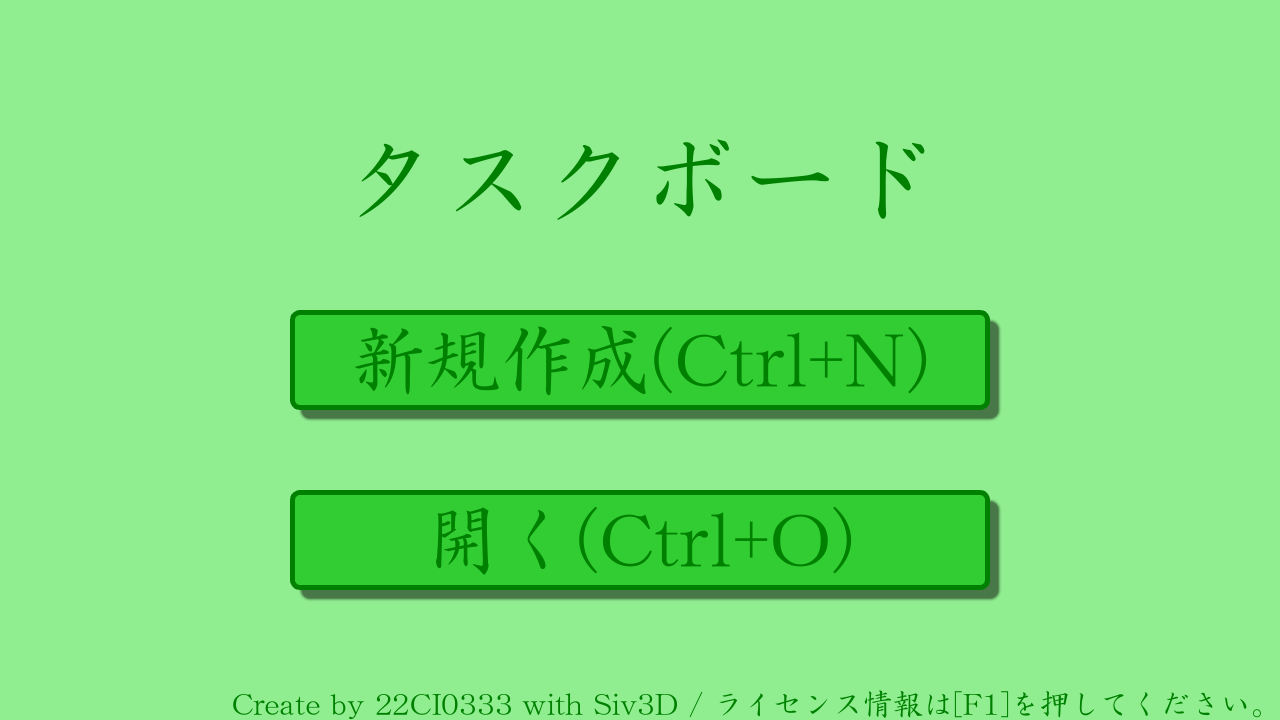 タスクボード
新規作成(Ctrl+N)
開く(Ctrl+O)
Create by 22CI0333 with Siv3D / ライセンス情報は[F1]を押してください。